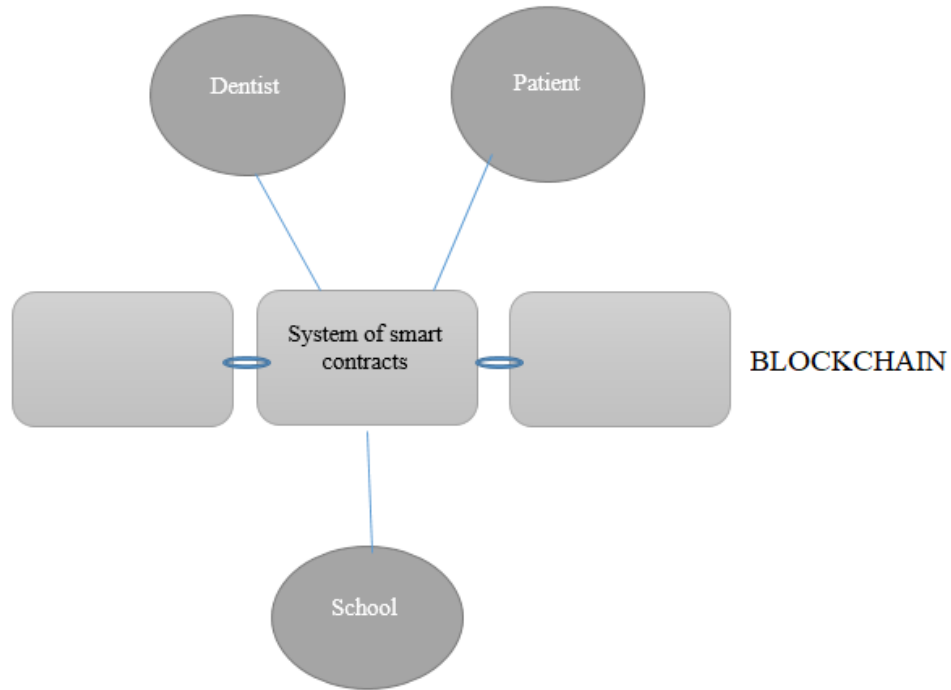 Dentist
Patient
System of smart
contracts
BLOCKCHAIN
School